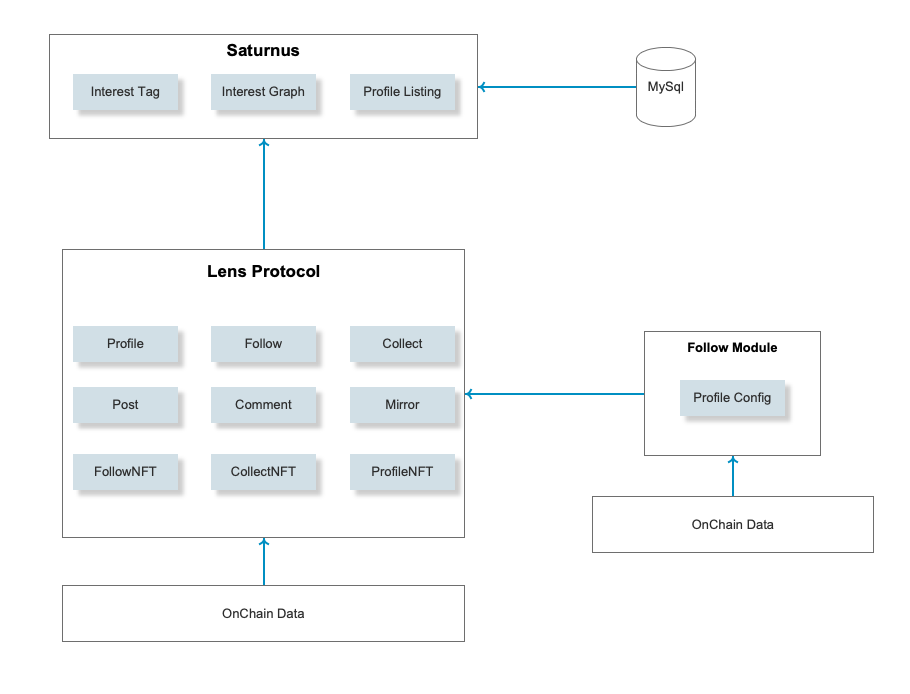 Saturnus
Interest Tag
Interest Graph
Profile Listing
MySql
Lens Protocol
Profile
Follow
Collect
Post
Comment
Mirror
FollowNFT
CollectNFT
ProfileNFT
Follow Module
Profile Config
OnChain Data
OnChain Data